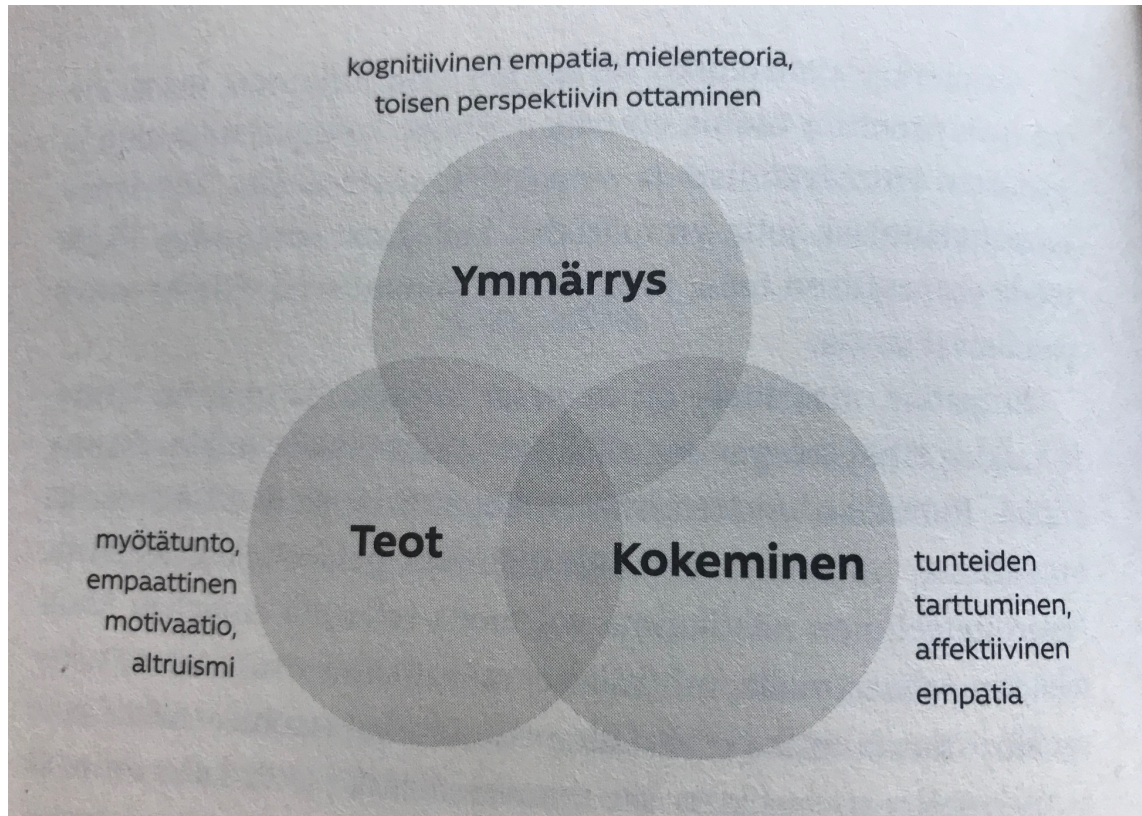 kognitiivinen empatia, mielenteoria,
toisen perspektiivin ottaminen
Ymmärrys
Teot
myötätunto,
empaattinen
motivaatio,
altruismi
Kokeminen
tunteiden
tarttuminen,
affektiivinen
empatia